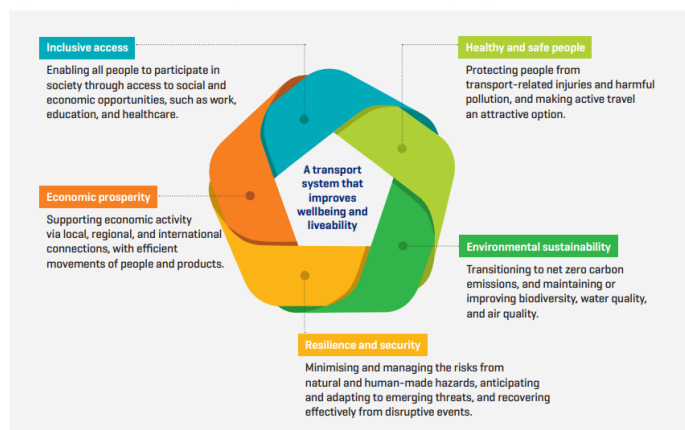 Inclusive access
Enabling all people to participate in
society through access to social and
economic opportunities, such as work,
education, and healthcare.
Healthy and safe people
Protecting people from
transport-related injuries and harmful
pollution, and making active travel
an attractive option.
A transport
system that
improves
wellbeing and
liveability
Economic prosperity
Supporting economic activity
via local, regional, and international
connections, with efficient
movements of people and products.
Environmental sustainability
Transitioning to net zero carbon
emissions, and maintaining or
improving biodiversity, water quality,
and air quality.
Resilience and security
Minimising and managing the risks from
natural and human-made hazards, anticipating
and adapting to emerging threats, and recovering
effectively from disruptive events.